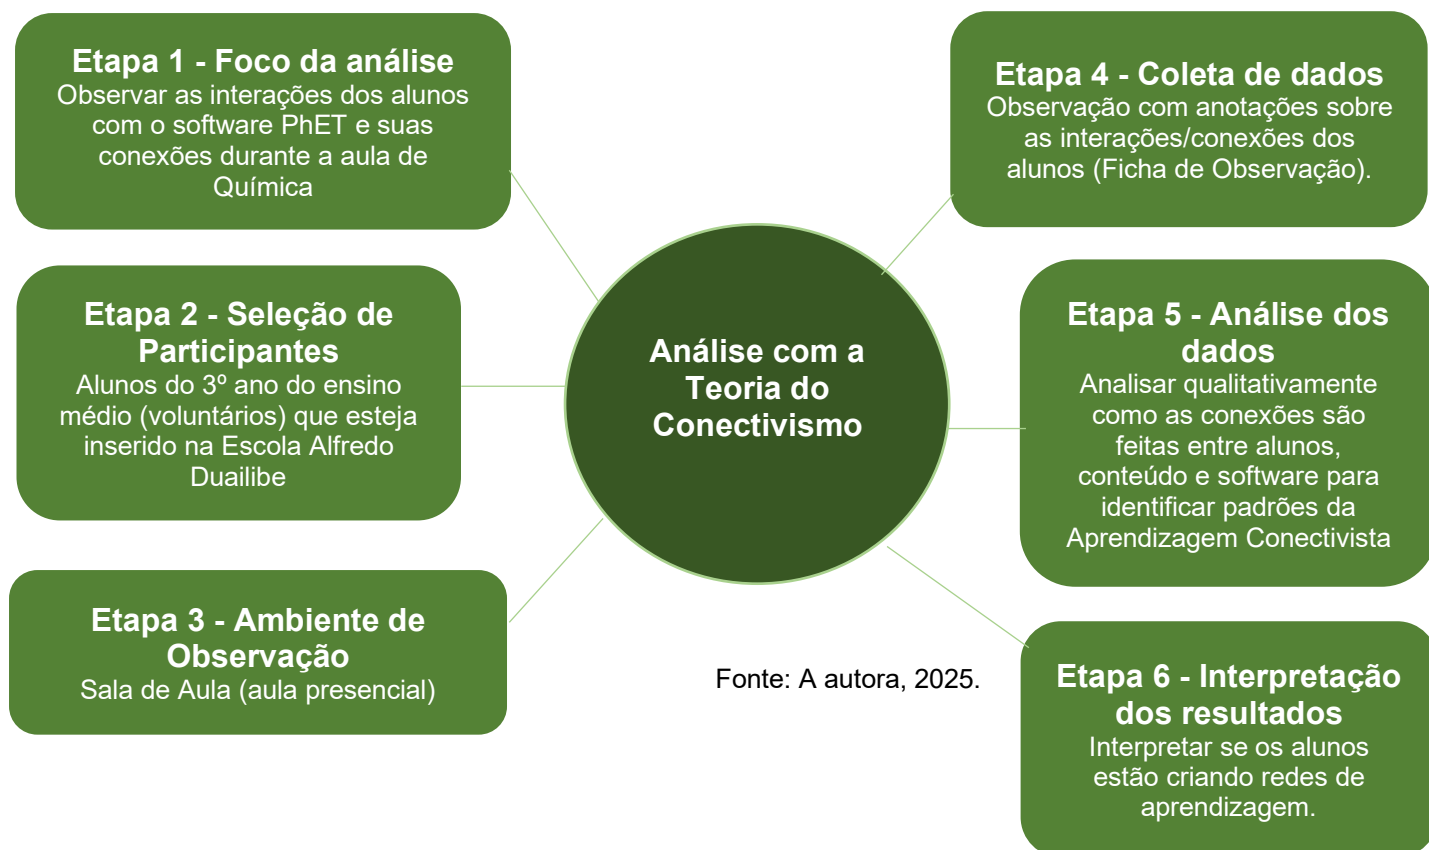 Etapa 1 - Foco da análise
Observar as interações dos alunos
com o software PhET e suas
conexões durante a aula de
Química
Etapa 2 - Seleção de
Participantes
Alunos do 3º ano do ensino
médio (voluntários) que esteja
inserido na Escola Alfredo
Duailibe
Etapa 3 - Ambiente de
Observação
Sala de Aula (aula presencial)
Análise com a
Teoria do
Conectivismo
Etapa 4 - Coleta de dados
Observação com anotações sobre
as interações/conexões dos
alunos (Ficha de Observação).
Etapa 5 - Análise dos
dados
Analisar qualitativamente
como as conexões são
feitas entre alunos,
conteúdo e software para
identificar padrões da
Aprendizagem Conectivista
Etapa 6 - Interpretação
dos resultados
Interpretar se os alunos
estão criando redes de
aprendizagem.
Fonte: A autora, 2025.